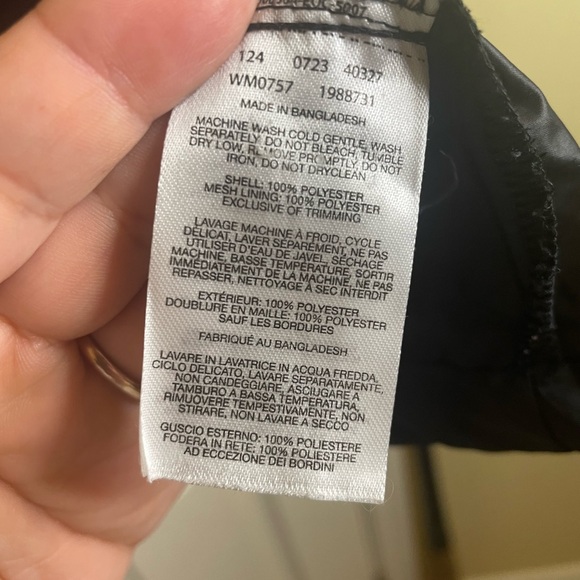 124 0723 40327
WM0757 1988731
MADE IN BANGLADESH
MACHINE WASH COLD GENTLE, WASH
SEPARATELY, DO NOT BLEACH, TUMBLE
DRY LOW, REMOVE PROMPTLY, DO NOT
IRON, DO NOT DRYCLEAN
SHELL: 100% POLYESTER
MESH LINING: 100% POLYESTER
EXCLUSIVE OF TRIMMING
LAVAGE MACHINE À FROID, CYCLE
DÉLICAT, LAVER SEPAREMENT, NE PAS
UTILISER D'EAU DE JAVEL, SÉCHAGE
MACHINE, BASSE TEMPÉRATURE, SORTIR
IMMÉDIATEMENT DE LA MACHINE, NE PAS
REPASSER, NETTOYAGE À SEC INTERDIT
EXTÉRIEUR: 100% POLYESTER
DOUBLURE EN MAILLE: 100% POLYESTER
SAUF LES BORDURES
FABRIQUÉ AU BANGLADESH
LAVARE IN LAVATRICE IN ACQUA FREDDA,
CICLO DELICATO, LAVARE SEPARATAMENTE,
NON CANDEGGIARE, ASCIUGARE A
TAMBURO A BASSA TEMPERATURA,
RIMUOVERE TEMPESTIVAMENTE, NON
STIRARE, NON LAVARE A SECCO
GUSCIO ESTERNO: 100% POLIESTERE
FODERA IN RETE: 100% POLIESTERE
AD ECCEZIONE DEI BORDINI